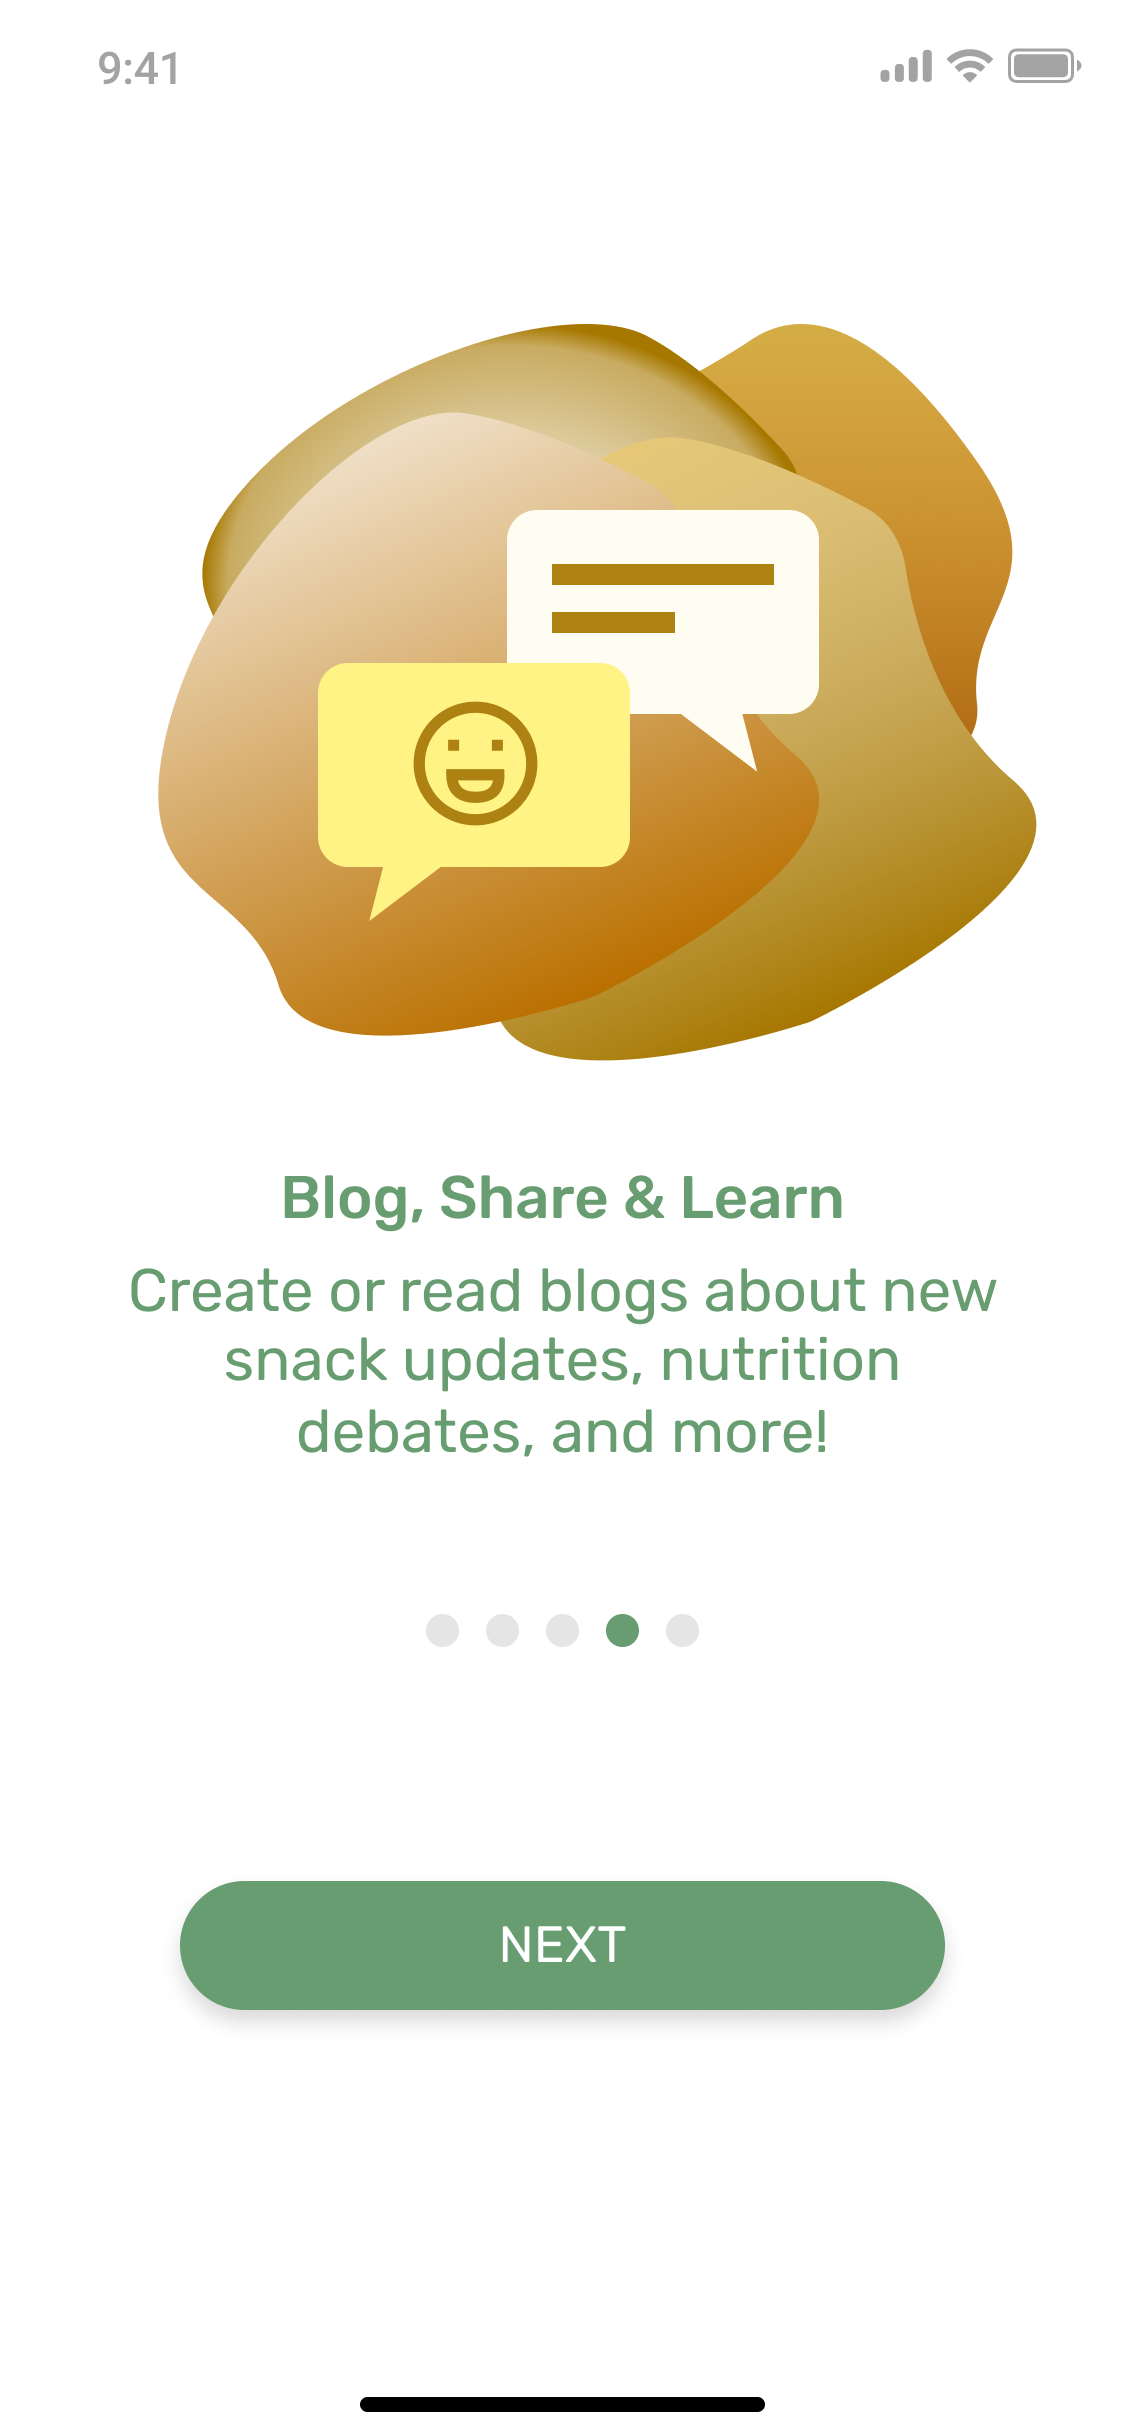 9:41
Blog, Share & Learn
Create or read blogs about new
snack updates, nutrition
debates, and more!
NEXT